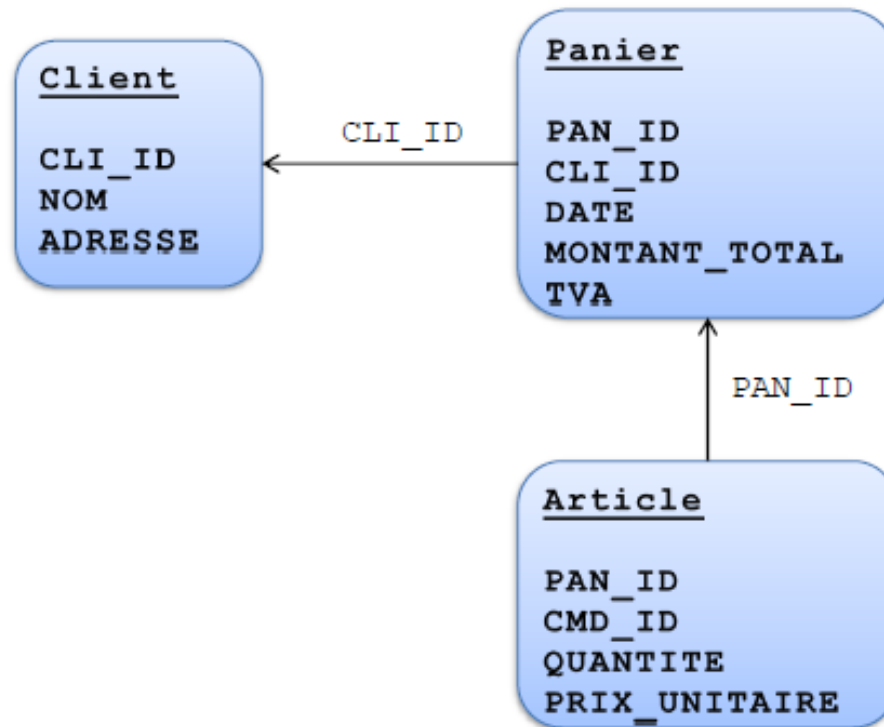 Client
CLI_ID
NOM
ADRESSE
CLI_ID
Panier
PAN_ID
CLI_ID
DATE
MONTANT_TOTAL
TVA
PAN_ID
Article
PAN_ID
CMD_ID
QUANTITE
PRIX_UNITAIRE